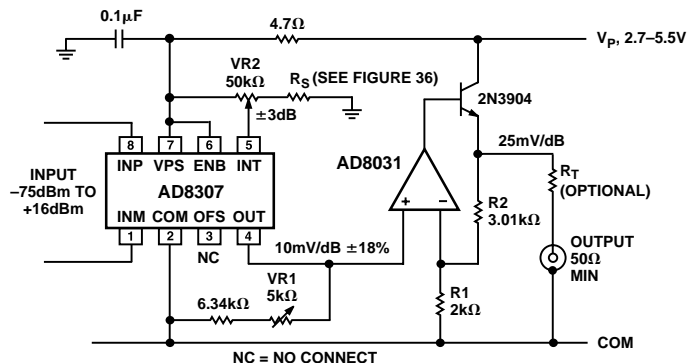 0.1µF
4.7Ω
VP, 2.7–5.5V
VR2
50kΩ
RS (SEE FIGURE 36)
±3dB
2N3904
25mV/dB
8 7 6 5
INP VPS ENB INT
INPUT
–75dBm TO
+16dBm
AD8307
INM COM OFS OUT
1 2 3 4
NC
AD8031
+ –
RT
(OPTIONAL)
R2
3.01kΩ
10mV/dB ±18%
OUTPUT
50Ω
MIN
VR1
5kΩ
6.34kΩ
R1
2kΩ
COM
NC = NO CONNECT